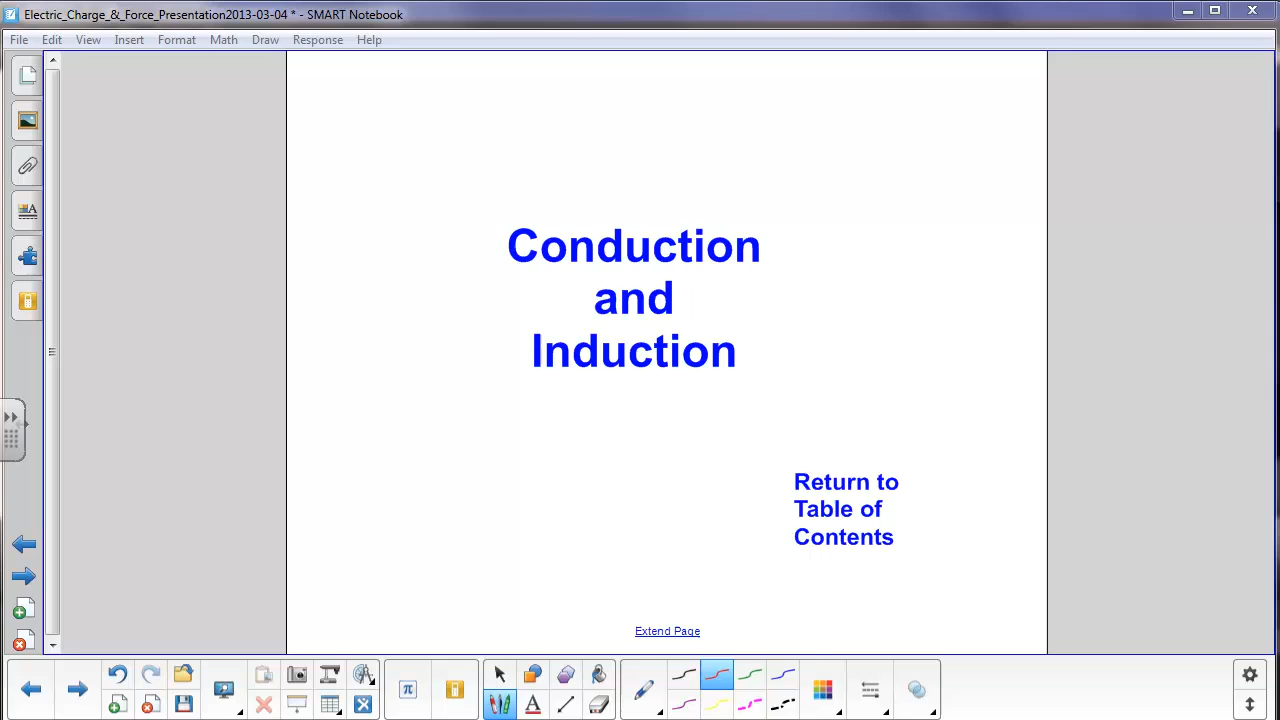 Electric_Charge_&_Force_Presentation2013-03-04 * - SMART Notebook
File Edit View Insert Format Math Draw Response Help
Conduction
and
Induction
Return to
Table of
Contents
Extend Page
π
A